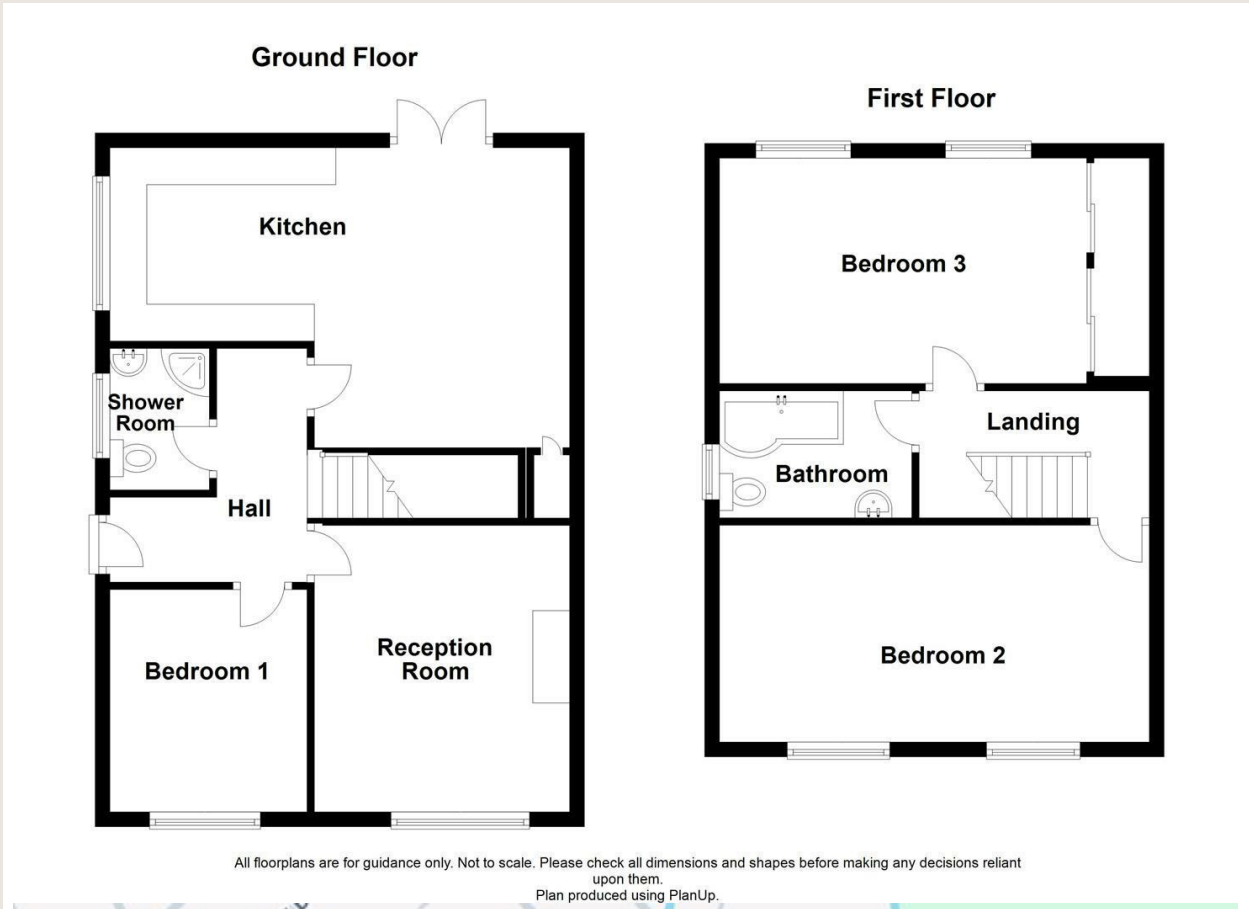 Ground Floor
First Floor
Kitchen
Bedroom 3
Shower
Room
Landing
Bathroom
Hall
Reception
Room
Bedroom 1
Bedroom 2
All floorplans are for guidance only. Not to scale. Please check all dimensions and shapes before making any decisions reliant
upon them.
Plan produced using PlanUp.